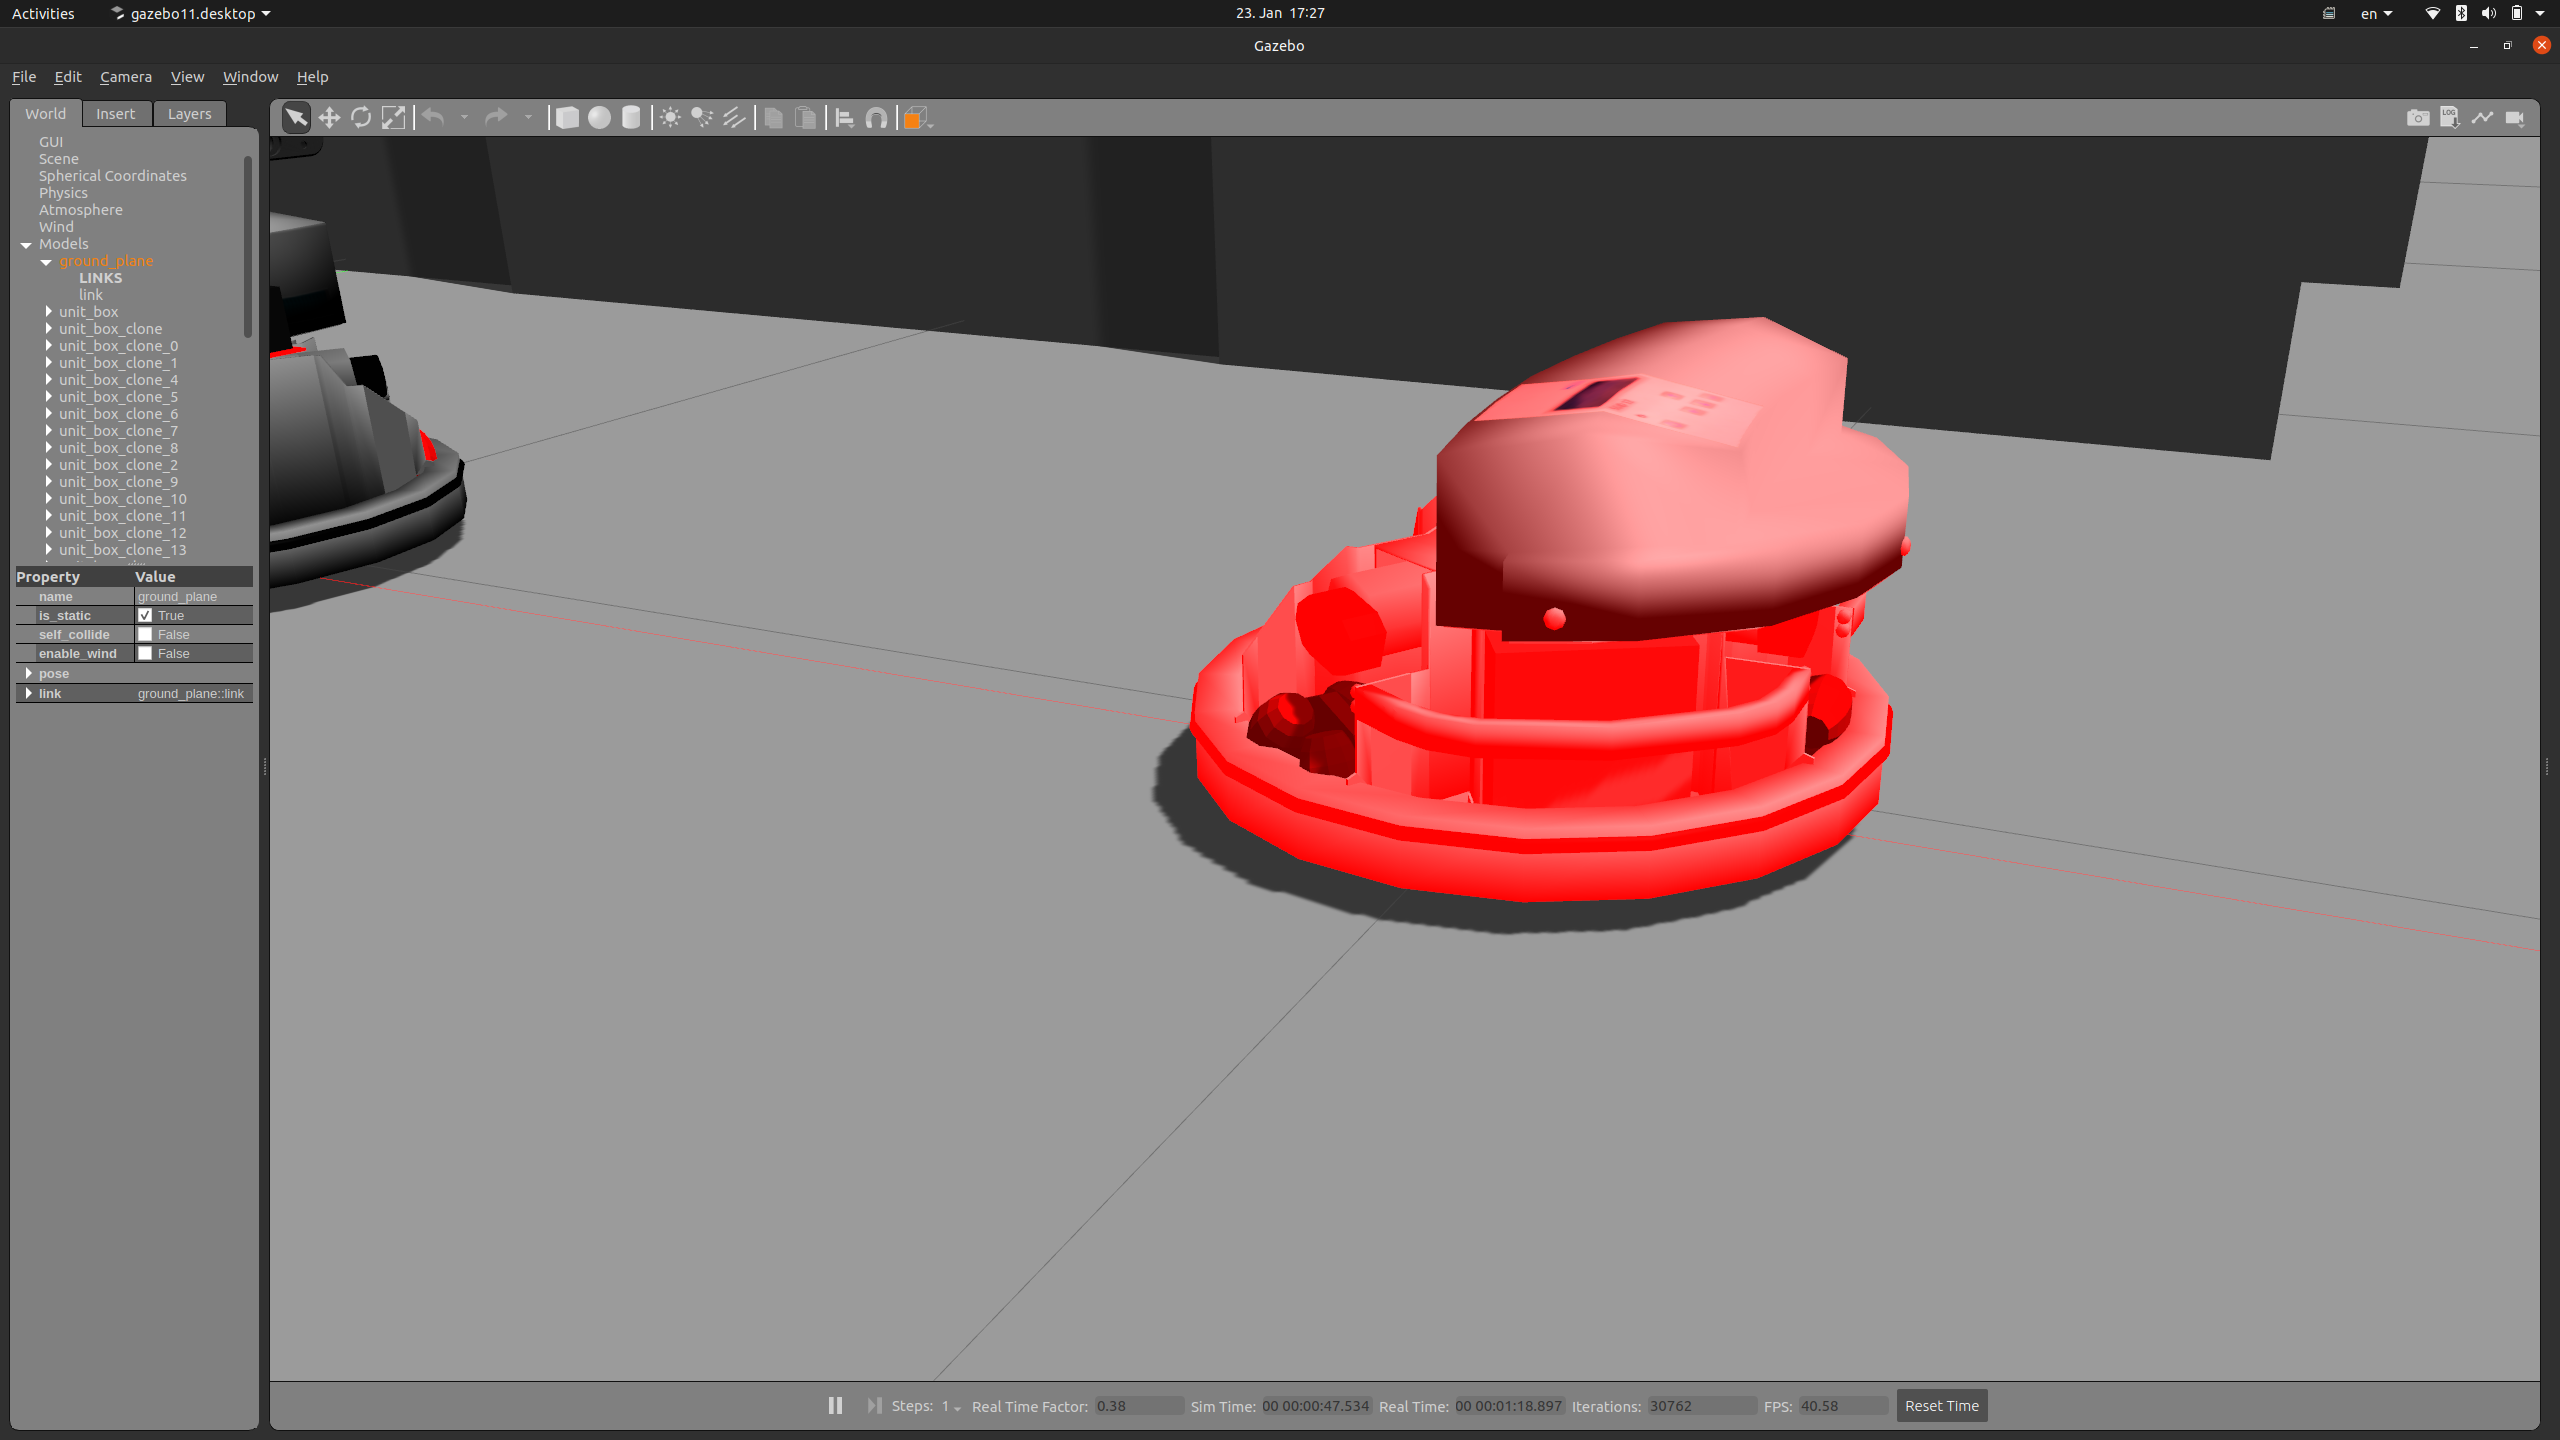 Activities gazebo11.desktop 23. Jan 17:27 en
Gazebo
File Edit Camera View Window Help
World Insert Layers
GUI
Scene
Spherical Coordinates
Physics
Atmosphere
Wind
Models
ground_plane
LINKS
link
unit_box
unit_box_clone
unit_box_clone_0
unit_box_clone_1
unit_box_clone_4
unit_box_clone_5
unit_box_clone_6
unit_box_clone_7
unit_box_clone_8
unit_box_clone_2
unit_box_clone_9
unit_box_clone_10
unit_box_clone_11
unit_box_clone_12
unit_box_clone_13
Property Value
name ground_plane
is_static True
self_collide False
enable_wind False
pose
link ground_plane::link
LOG
Steps: 1 Real Time Factor: 0.38 Sim Time: 00 00:00:47.534 Real Time: 00 00:01:18.897 Iterations: 30762 FPS: 40.58 Reset Time